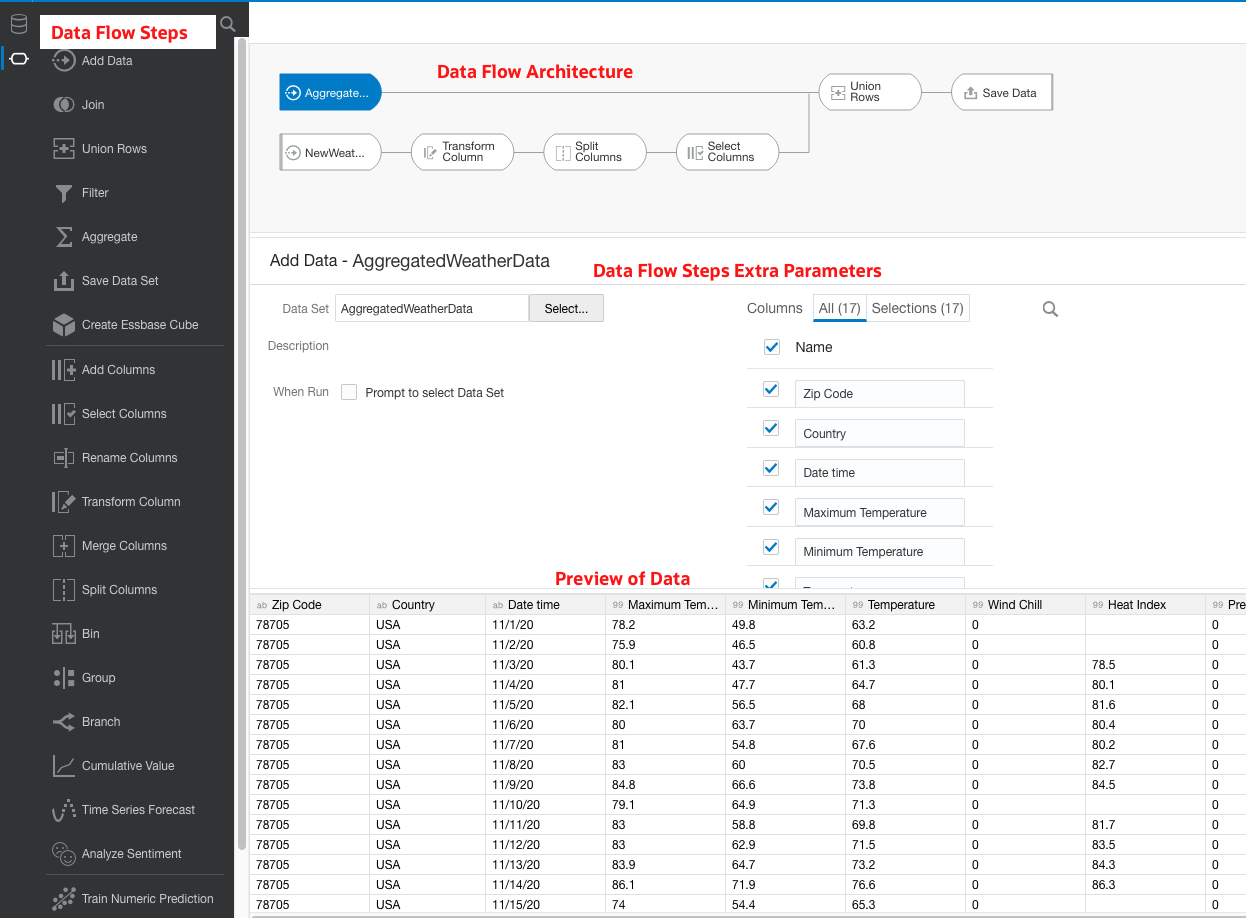 Data Flow Steps
Add Data
Join
Union Rows
Filter
Aggregate
Save Data Set
Create Essbase Cube
Add Columns
Select Columns
Rename Columns
Transform Column
Merge Columns
Split Columns
Bin
Group
Branch
Cumulative Value
Time Series Forecast
Analyze Sentiment
Train Numeric Prediction
Data Flow Architecture
Aggregate...
Union
Rows
Save Data
NewWeat...
Transform
Column
Split
Columns
Select
Columns
Add Data - AggregatedWeatherData
Data Flow Steps Extra Parameters
Data Set AggregatedWeatherData Select...
Description
When Run Prompt to select Data Set
Columns All (17) Selections (17)
Name
Zip Code
Country
Date time
Maximum Temperature
Minimum Temperature
Preview of Data
ab Zip Code ab Country ab Date time 99 Maximum Tem... 99 Minimum Tem... 99 Temperature 99 Wind Chill 99 Heat Index 99 Pre
78705 USA 11/1/20 78.2 49.8 63.2 0 0
78705 USA 11/2/20 75.9 46.5 60.8 0 0
78705 USA 11/3/20 80.1 43.7 61.3 0 78.5 0
78705 USA 11/4/20 81 47.7 64.7 0 80.1 0
78705 USA 11/5/20 82.1 56.5 68 0 81.6 0
78705 USA 11/6/20 80 63.7 70 0 80.4 0
78705 USA 11/7/20 81 54.8 67.6 0 80.2 0
78705 USA 11/8/20 83 60 70.5 0 82.7 0
78705 USA 11/9/20 84.8 66.6 73.8 0 84.5 0
78705 USA 11/10/20 79.1 64.9 71.3 0 0
78705 USA 11/11/20 83 58.8 69.8 0 81.7 0
78705 USA 11/12/20 83 62.9 71.5 0 83.5 0
78705 USA 11/13/20 83.9 64.7 73.2 0 84.3 0
78705 USA 11/14/20 86.1 71.9 76.6 0 86.3 0
78705 USA 11/15/20 74 54.4 65.3 0 0